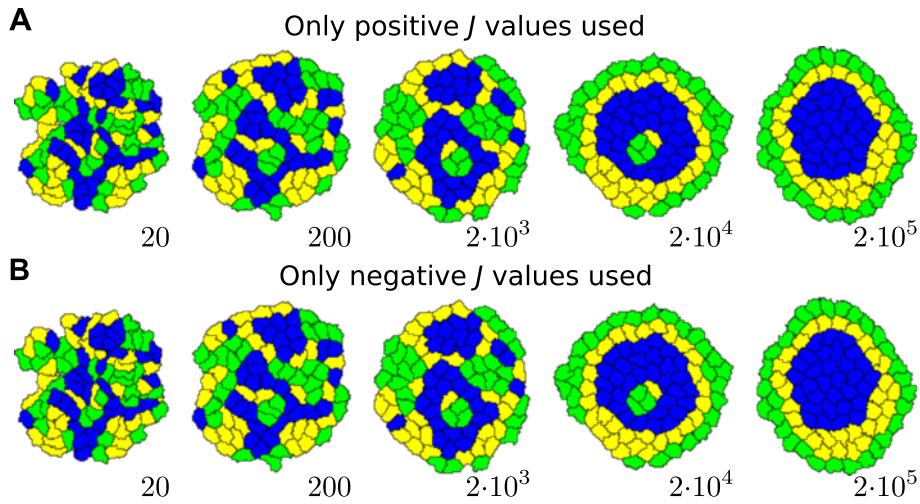 A
Only positive J values used
20 200 2·10³ 2·10⁴ 2·10⁵
B
Only negative J values used
20 200 2·10³ 2·10⁴ 2·10⁵